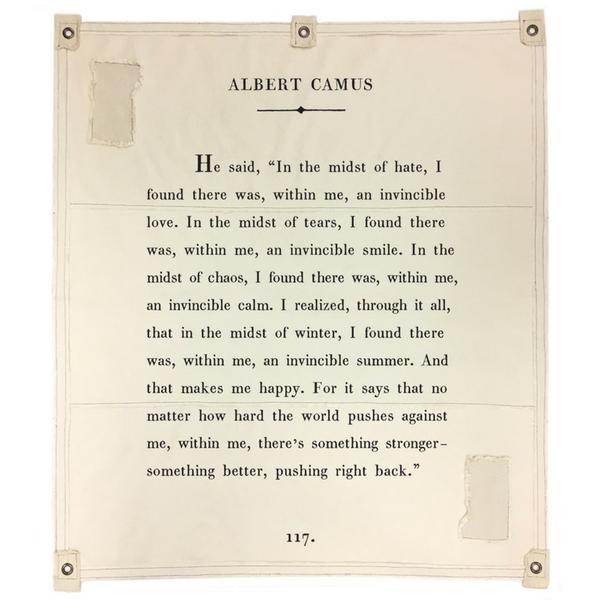 ALBERT CAMUS
He said, “In the midst of hate, I
found there was, within me, an invincible
love. In the midst of tears, I found there
was, within me, an invincible smile. In the
midst of chaos, I found there was, within me,
an invincible calm. I realized, through it all,
that in the midst of winter, I found there
was, within me, an invincible summer. And
that makes me happy. For it says that no
matter how hard the world pushes against
me, within me, there’s something stronger–
something better, pushing right back.”
117.